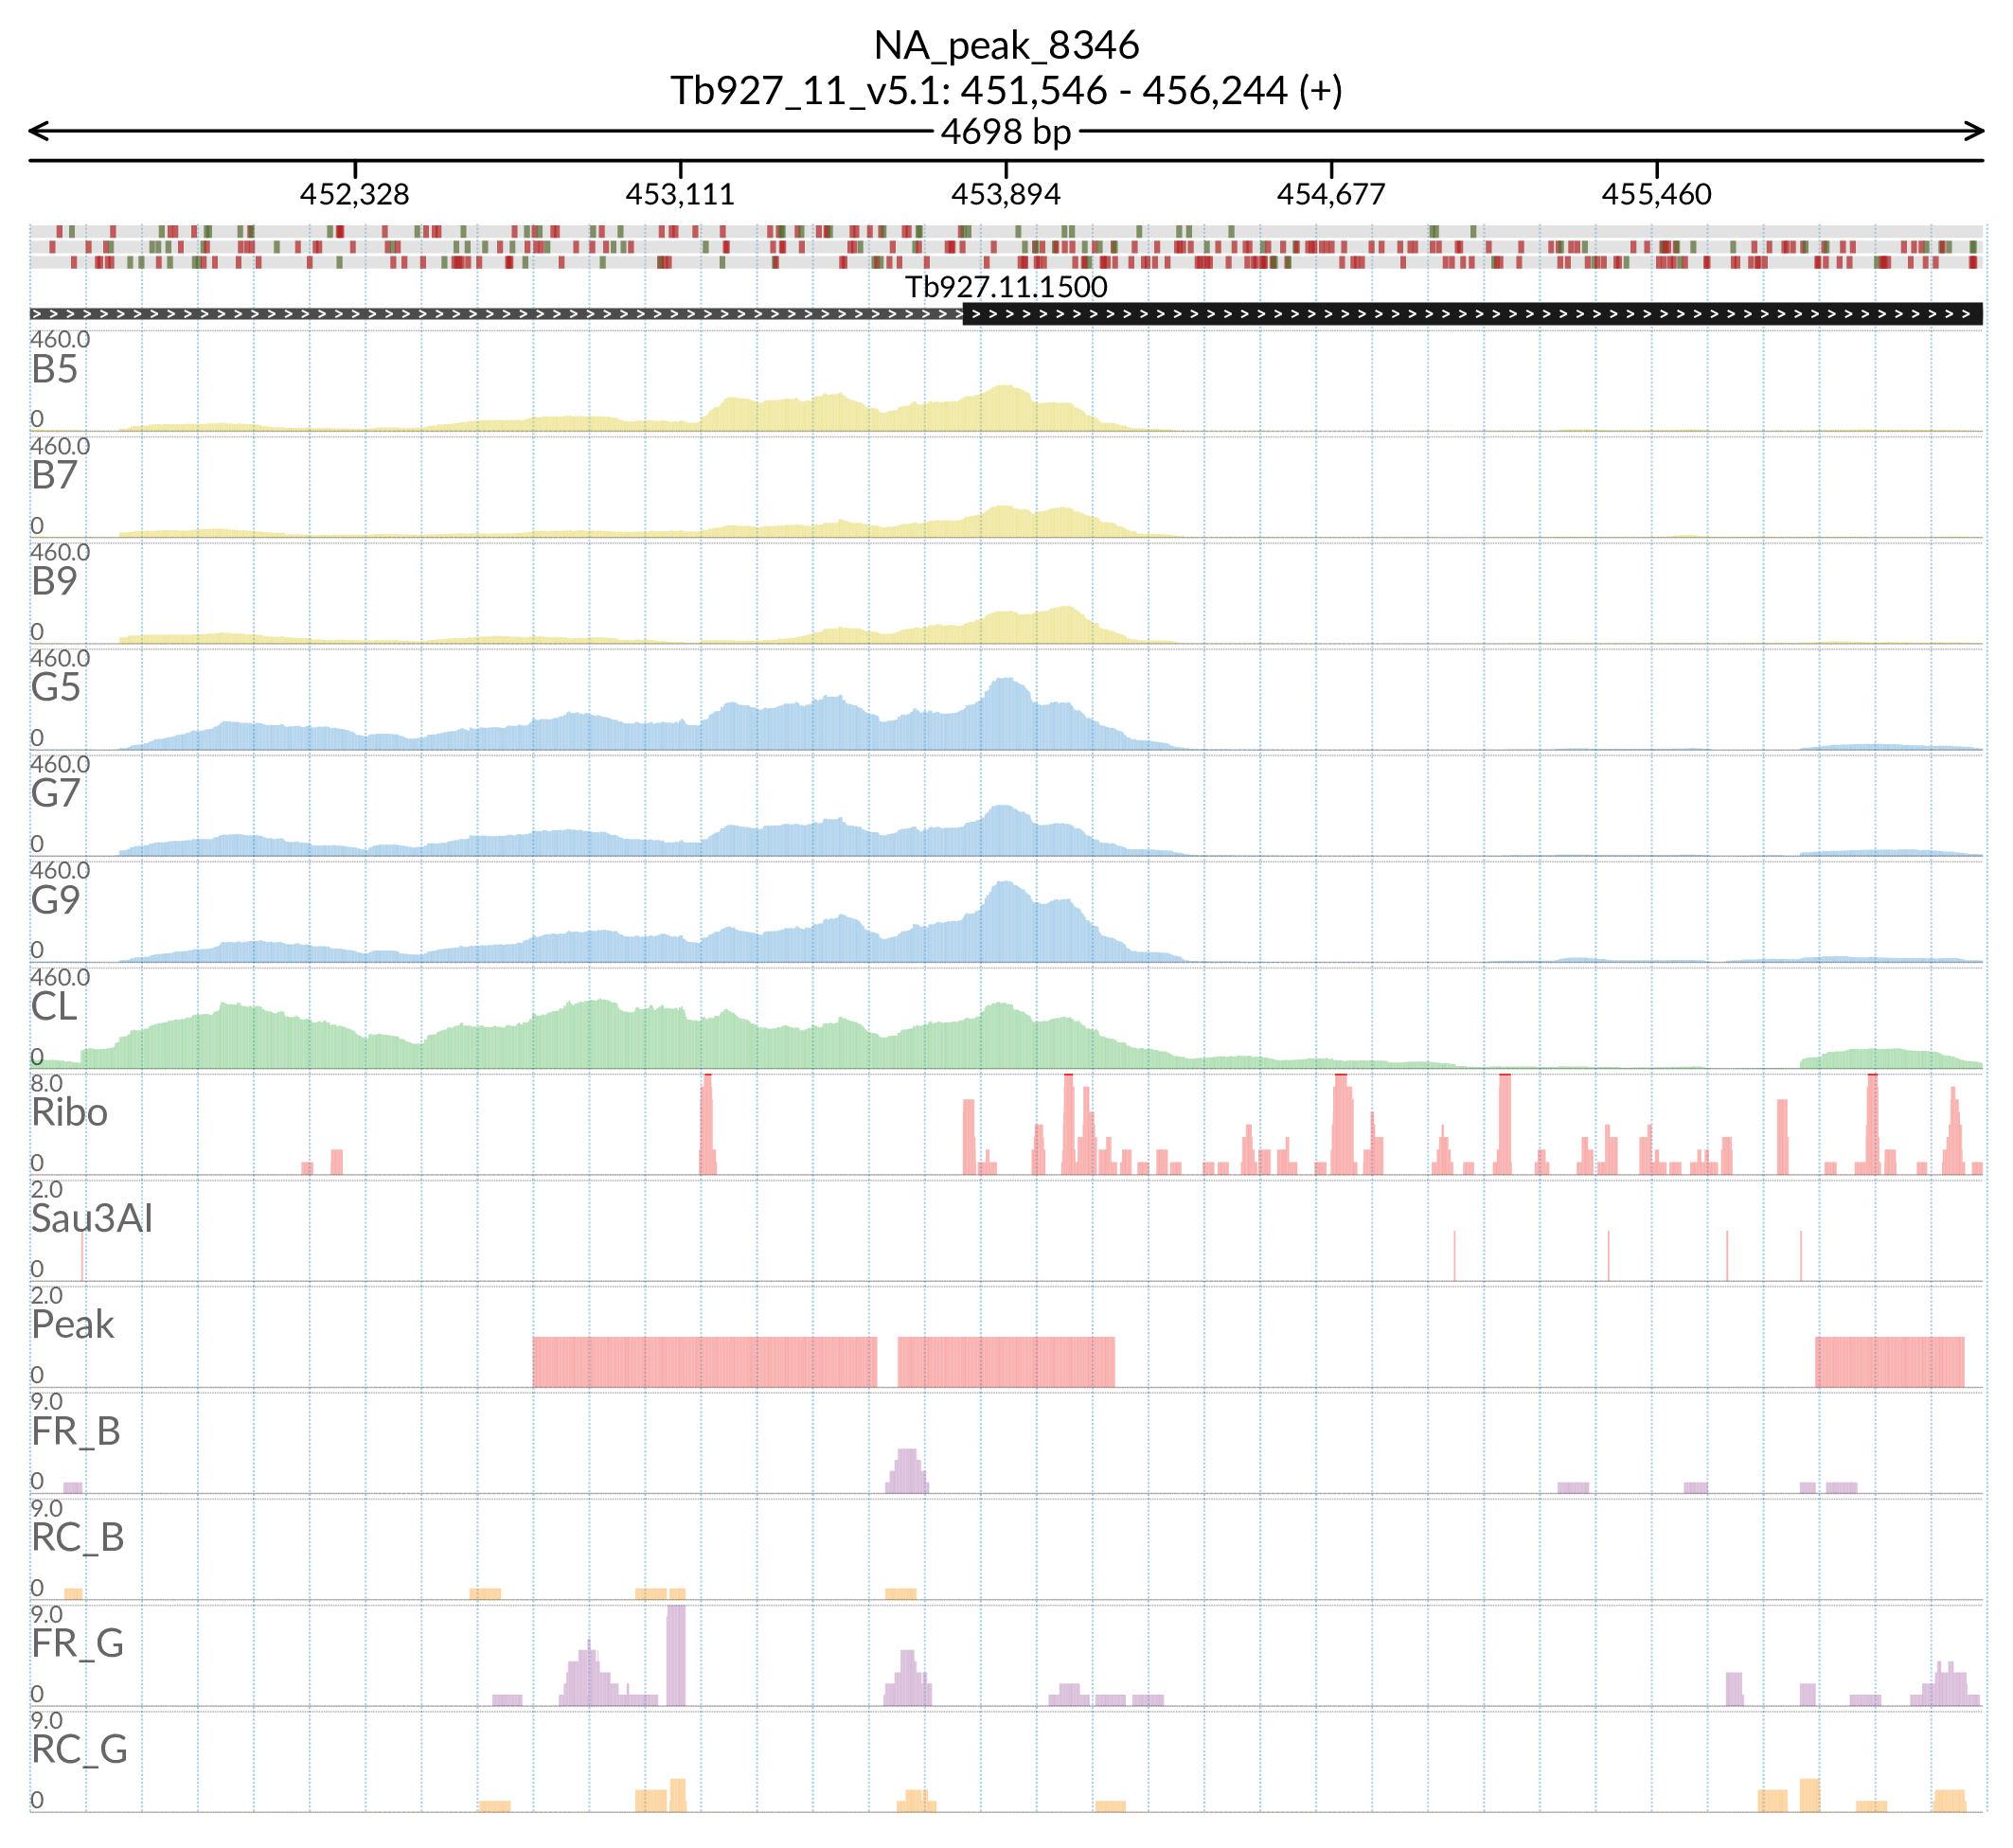 NA_peak_8346
Tb927_11_v5.1: 451,546 - 456,244 (+)
4698 bp
452,328 453,111 453,894 454,677 455,460
Tb927.11.1500
460.0
B5
0
460.0
B7
0
460.0
B9
0
460.0
G5
0
460.0
G7
0
460.0
G9
0
460.0
CL
0
8.0
Ribo
0
2.0
Sau3AI
0
2.0
Peak
0
9.0
FR_B
0
9.0
RC_B
0
9.0
FR_G
0
9.0
RC_G
0